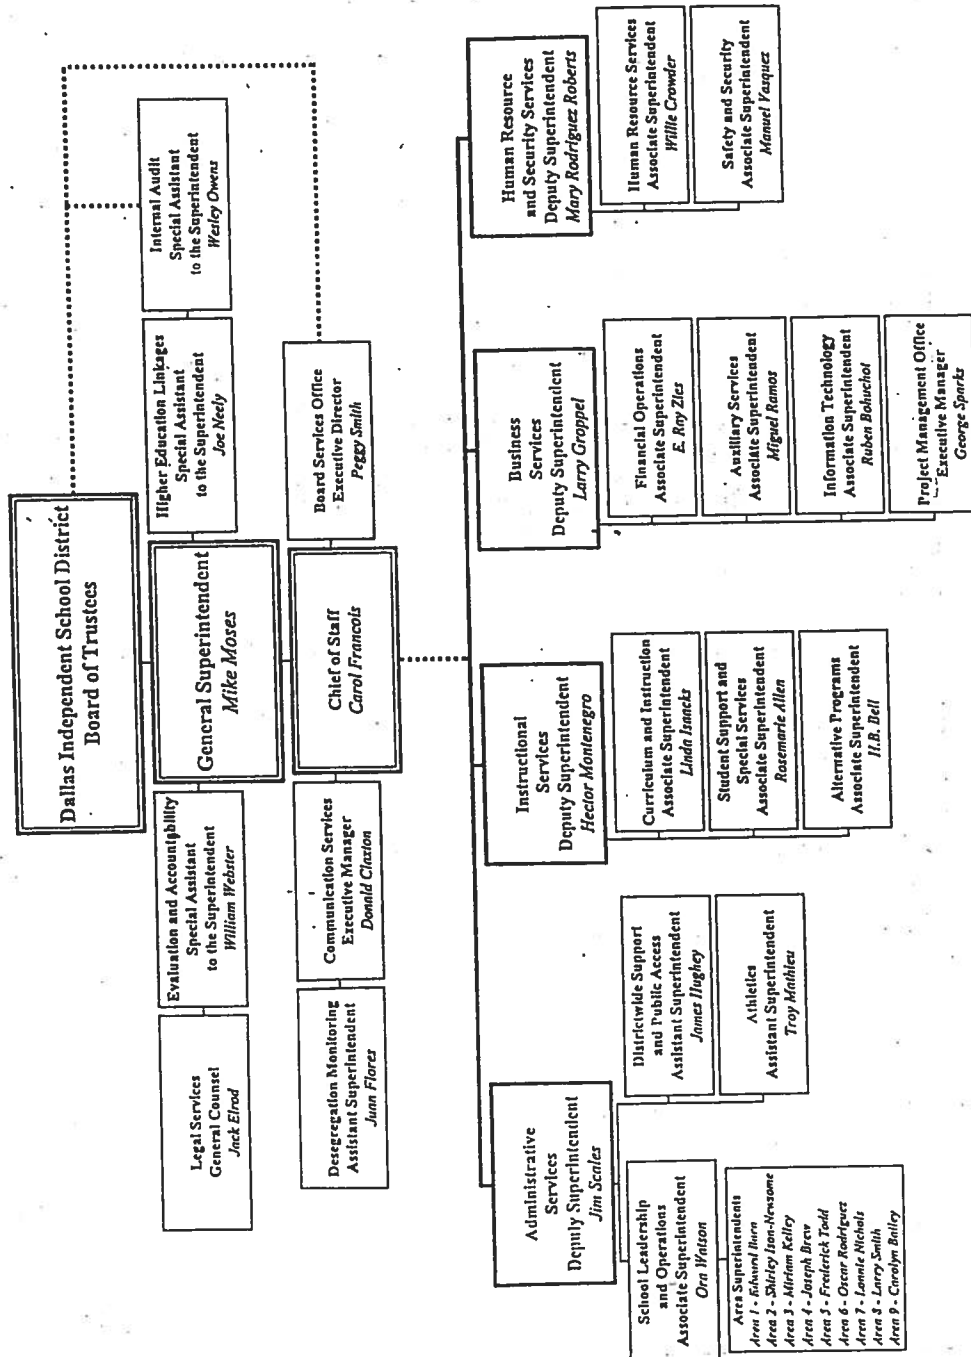 Dallas Independent School District
Board of Trustees
General Superintendent
Mike Moses
Legal Services
General Counsel
Jack Elrod
Evaluation and Accountability
Special Assistant
to the Superintendent
William Webster
Higher Education Linkages
Special Assistant
to the Superintendent
Joe Neely
Internal Audit
Special Assistant
to the Superintendent
Wesley Owens
Chief of Staff
Carol Francois
Desegregation Monitoring
Assistant Superintendent
Juan Flores
Communication Services
Executive Manager
Donald Claxton
Board Services Office
Executive Director
Peggy Smith
Administrative
Services
Deputy Superintendent
Jim Scales
School Leadership
and Operations
Associate Superintendent
Ora Watson
Area Superintendents
Area 1 - Edward Barn
Area 2 - Shirley Ison-Newsome
Area 3 - Miriam Kelley
Area 4 - Joseph Brew
Area 5 - Frederick Todd
Area 6 - Oscar Rodriguez
Area 7 - Lonnie Nichols
Area 8 - Larry Smith
Area 9 - Carolyn Bailey
Districtwide Support
and Public Access
Assistant Superintendent
James Hughey
Athletics
Assistant Superintendent
Troy Mathieu
Instructional
Services
Deputy Superintendent
Hector Montenegro
Curriculum and Instruction
Associate Superintendent
Linda Isaacks
Student Support and
Special Services
Associate Superintendent
Rosemarie Allen
Alternative Programs
Associate Superintendent
H.B. Bell
Business
Services
Deputy Superintendent
Larry Groppel
Financial Operations
Associate Superintendent
E. Ray Zies
Auxiliary Services
Associate Superintendent
Miguel Ramos
Information Technology
Associate Superintendent
Ruben Bohuchot
Project Management Office
Executive Manager
George Sparks
Human Resource
and Security Services
Deputy Superintendent
Mary Rodriguez Roberts
Human Resource Services
Associate Superintendent
Willie Crowder
Safety and Security
Associate Superintendent
Manuel Vasquez